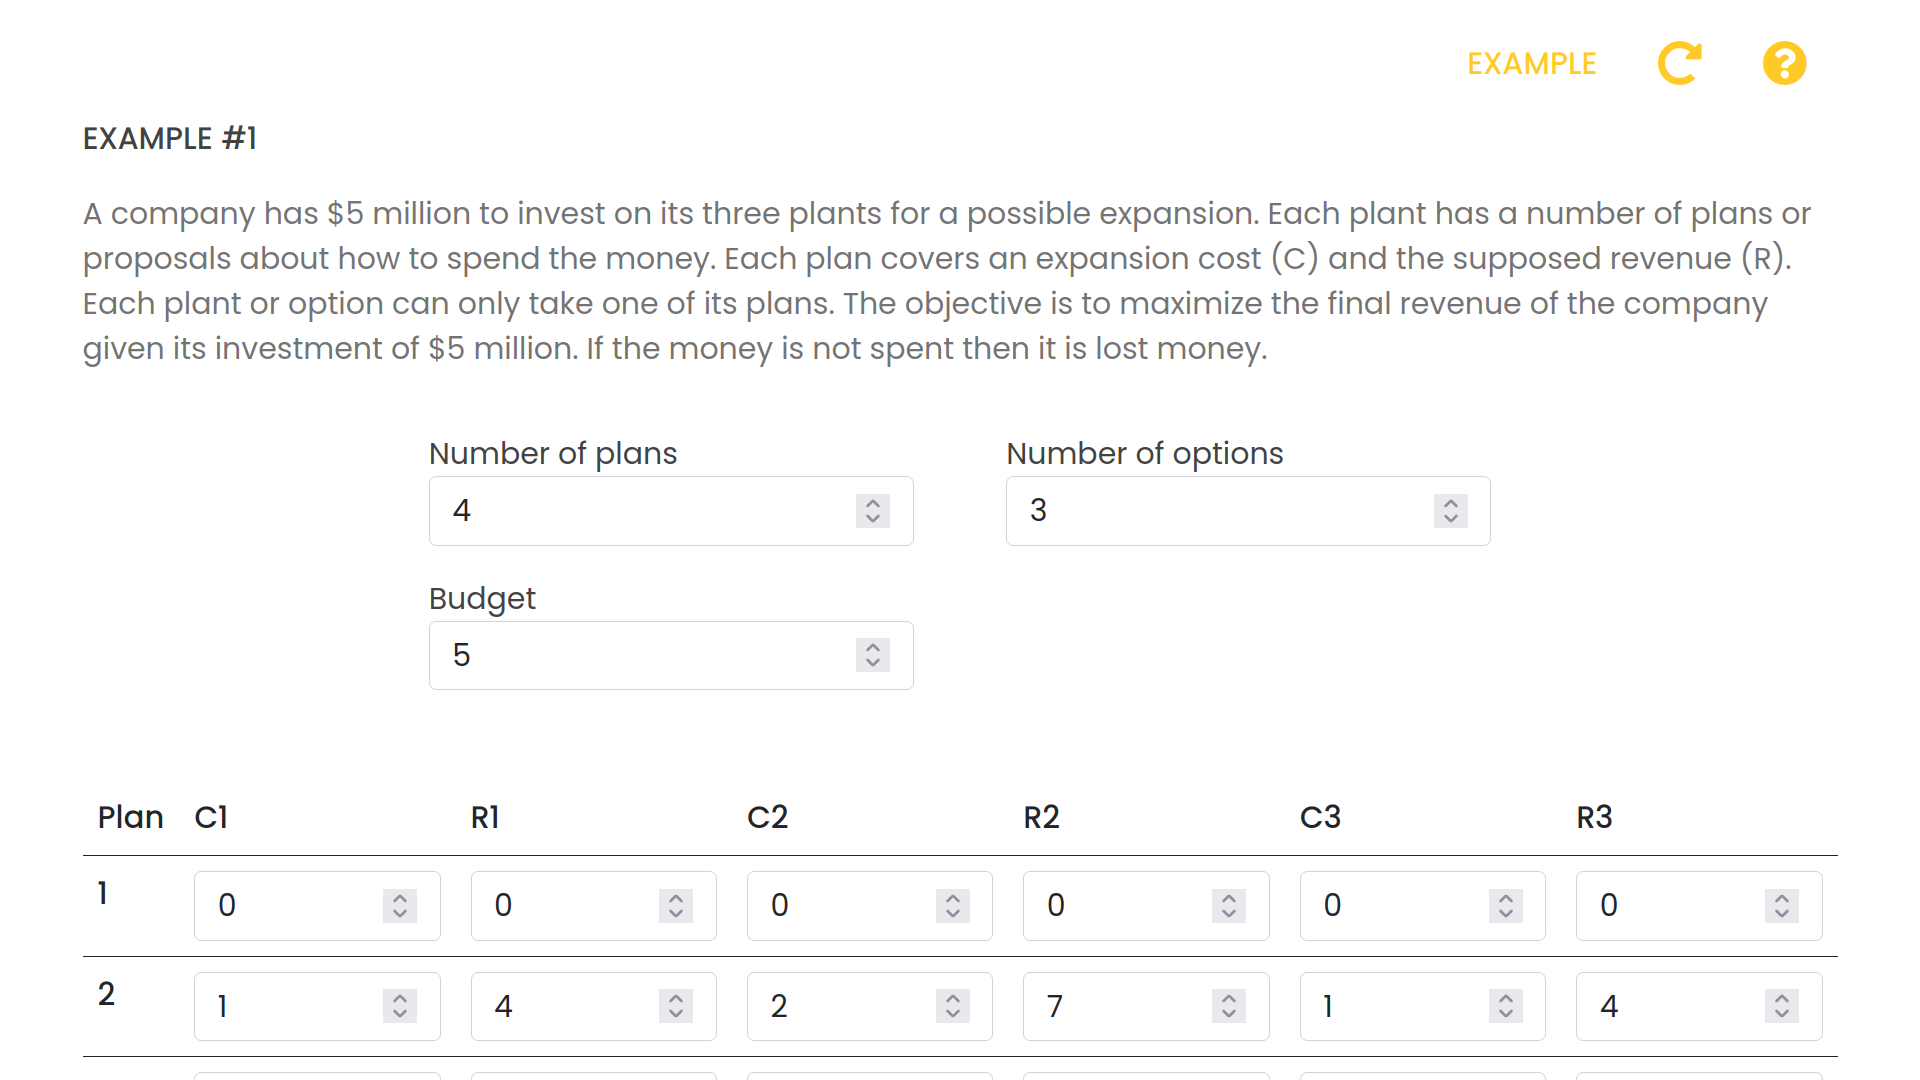 EXAMPLE
EXAMPLE #1
A company has $5 million to invest on its three plants for a possible expansion. Each plant has a number of plans or
proposals about how to spend the money. Each plan covers an expansion cost (C) and the supposed revenue (R).
Each plant or option can only take one of its plans. The objective is to maximize the final revenue of the company
given its investment of $5 million. If the money is not spent then it is lost money.
Number of plans Number of options
4 3
Budget
5
Plan C1 R1 C2 R2 C3 R3
1 0 0 0 0 0 0
2 1 4 2 7 1 4